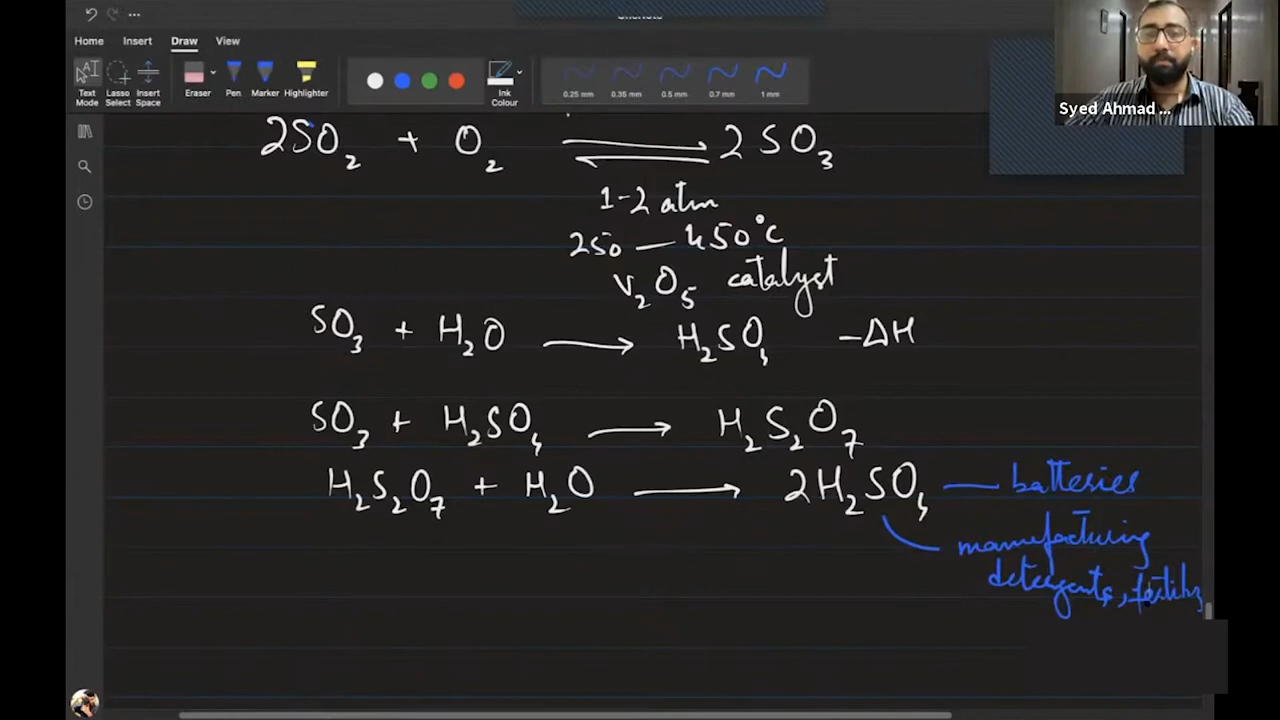 Home Insert Draw View
Text Mode
Lasso Select
Insert Space
Eraser
Pen
Marker
Highlighter
Ink Colour
0.25 mm 0.35 mm 0.5 mm 0.7 mm 1 mm
Syed Ahmad ...
2SO₂ + O₂ ⇌ 2SO₃
1-2 atm
250 — 450°C
V₂O₅ catalyst
SO₃ + H₂O → H₂SO₄ -ΔH
SO₃ + H₂SO₄ → H₂S₂O₇
H₂S₂O₇ + H₂O → 2H₂SO₄ — batteries
manufacturing
detergents,